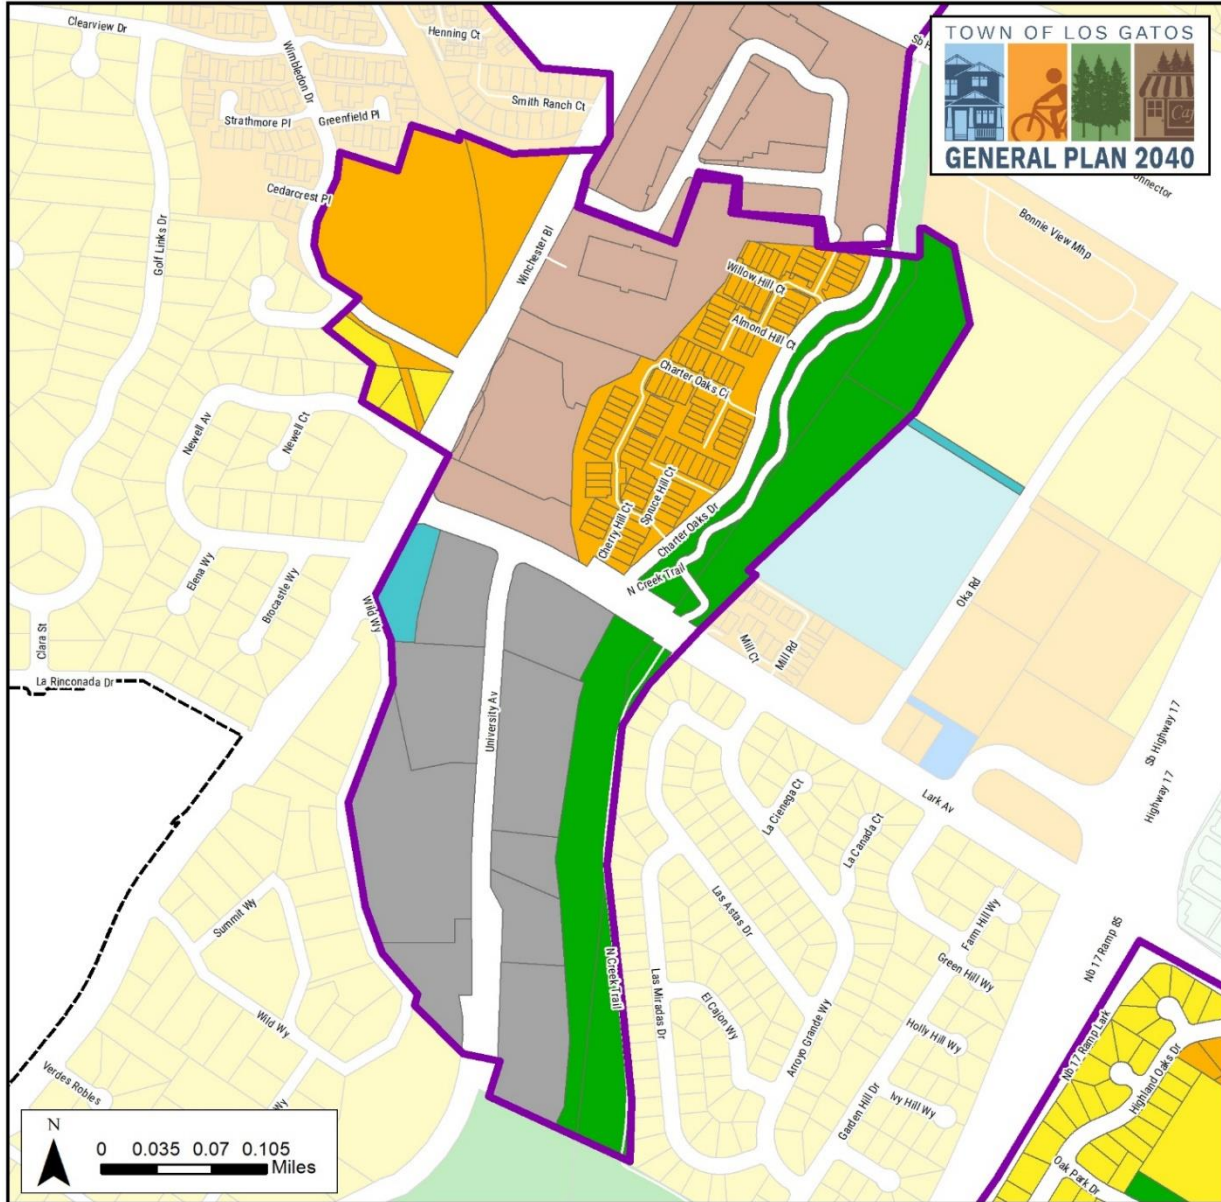 Clearview Dr
Henning Ct
Wimbledon Dr
Smith Ranch Ct
Strathmore Pl
Greenfield Pl
Cedarcrest Pl
Golf Links Dr
Winchester Bl
Sb H
TOWN OF LOS GATOS
Caf
GENERAL PLAN 2040
onnector
Bonnie View Mhp
Willow Hill Ct
Almond Hill Ct
Charter Oaks Ci
Newell Av
Newell Ct
Spruce Hill Ct
Cherry Hill Ct
Charter Oaks Dr
N Creek Trail
Elena Wy
Brocastle Wy
Wild Wy
Clara St
La Rinconada Dr
University Av
Mill Ct
Mill Rd
Oka Rd
Sb Highway 17
Highway 17
Lark Av
La Cienega Ct
La Canada Ct
Las Astas Dr
Summit Wy
Farm Hill Wy
Green Hill Wy
Nb 17 Ramp 85
N Creek Trail
Las Miradas Dr
El Cajon Wy
Arroyo Grande Wy
Holly Hill Wy
Wild Wy
Nb 17 Ramp Lark
Highland Oaks Dr
Verdes Robles
Wy
Garden Hill Dr
Ivy Hill Wy
Oak Park Dr
N
0 0.035 0.07 0.105
Miles